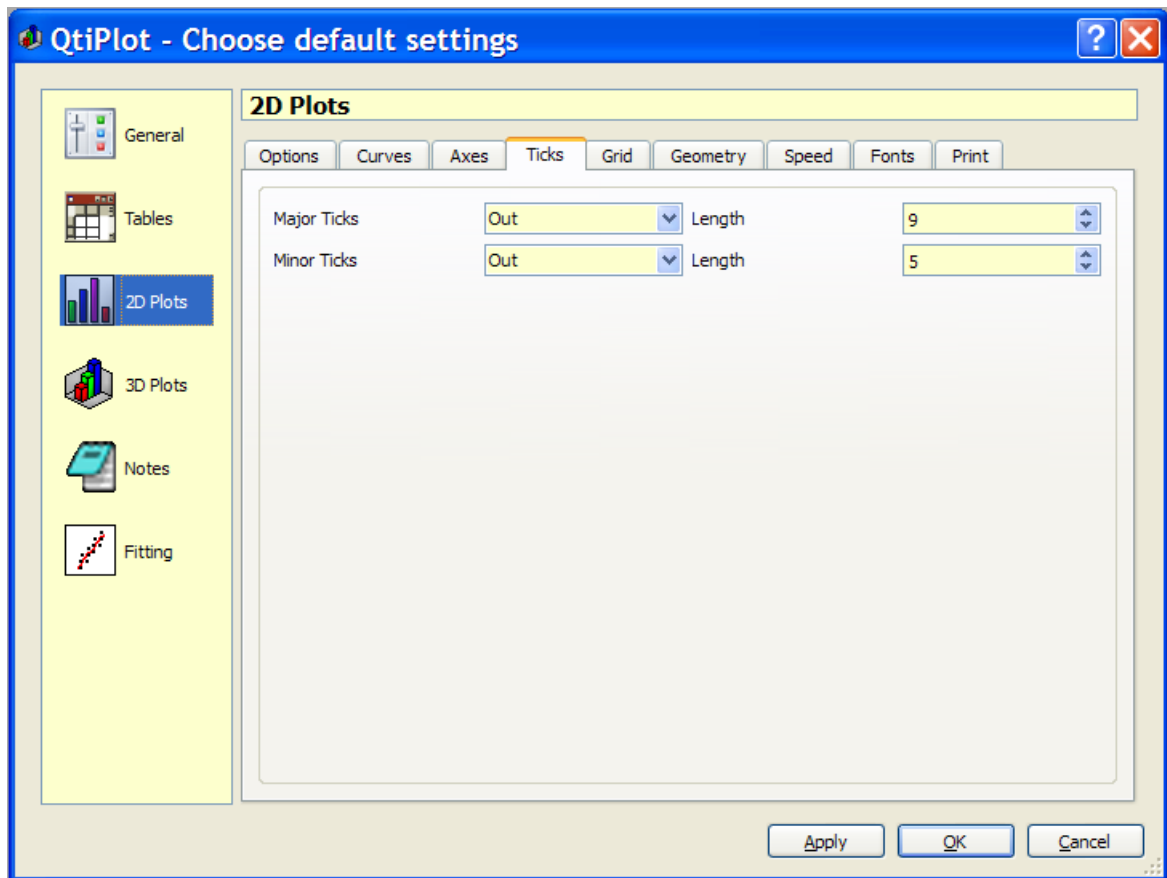 QtiPlot - Choose default settings
General
Tables
2D Plots
3D Plots
Notes
Fitting
2D Plots
Options Curves Axes Ticks Grid Geometry Speed Fonts Print
Major Ticks Out Length 9
Minor Ticks Out Length 5
Apply OK Cancel